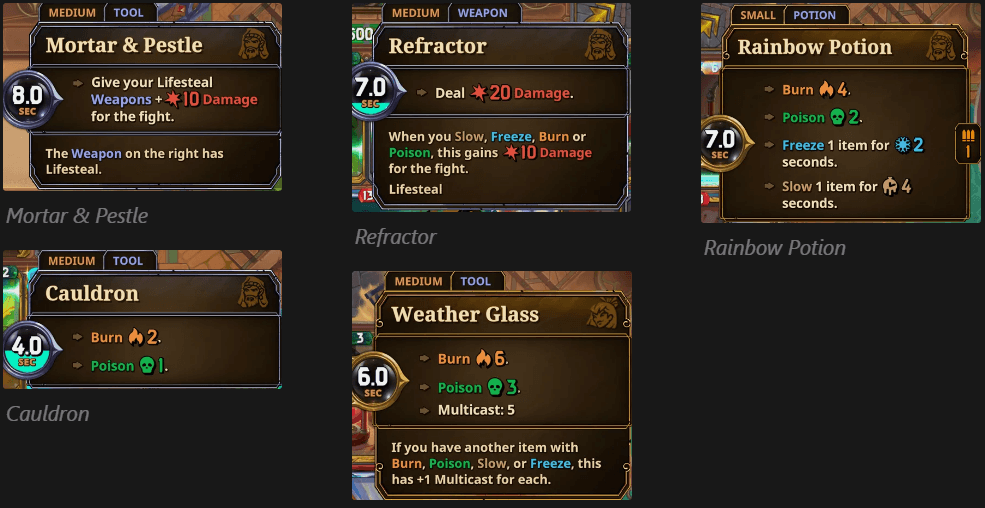 MEDIUM TOOL
Mortar & Pestle
8.0
SEC
Give your Lifesteal
Weapons + 10 Damage
for the fight.
The Weapon on the right has
Lifesteal.
Mortar & Pestle
MEDIUM TOOL
2
Cauldron
4.0
SEC
Burn 2.
Poison 1.
Cauldron
MEDIUM WEAPON
500
Refractor
7.0
SEC
Deal 20 Damage.
When you Slow, Freeze, Burn or
Poison, this gains 10 Damage
for the fight.
Lifesteal
13
Refractor
MEDIUM TOOL
Weather Glass
3
6.0
SEC
Burn 6.
Poison 3.
Multicast: 5
If you have another item with
Burn, Poison, Slow, or Freeze, this
has +1 Multicast for each.
SMALL POTION
Rainbow Potion
7.0
SEC
Burn 4.
Poison 2.
Freeze 1 item for 2
seconds.
Slow 1 item for 4
seconds.
1
Rainbow Potion